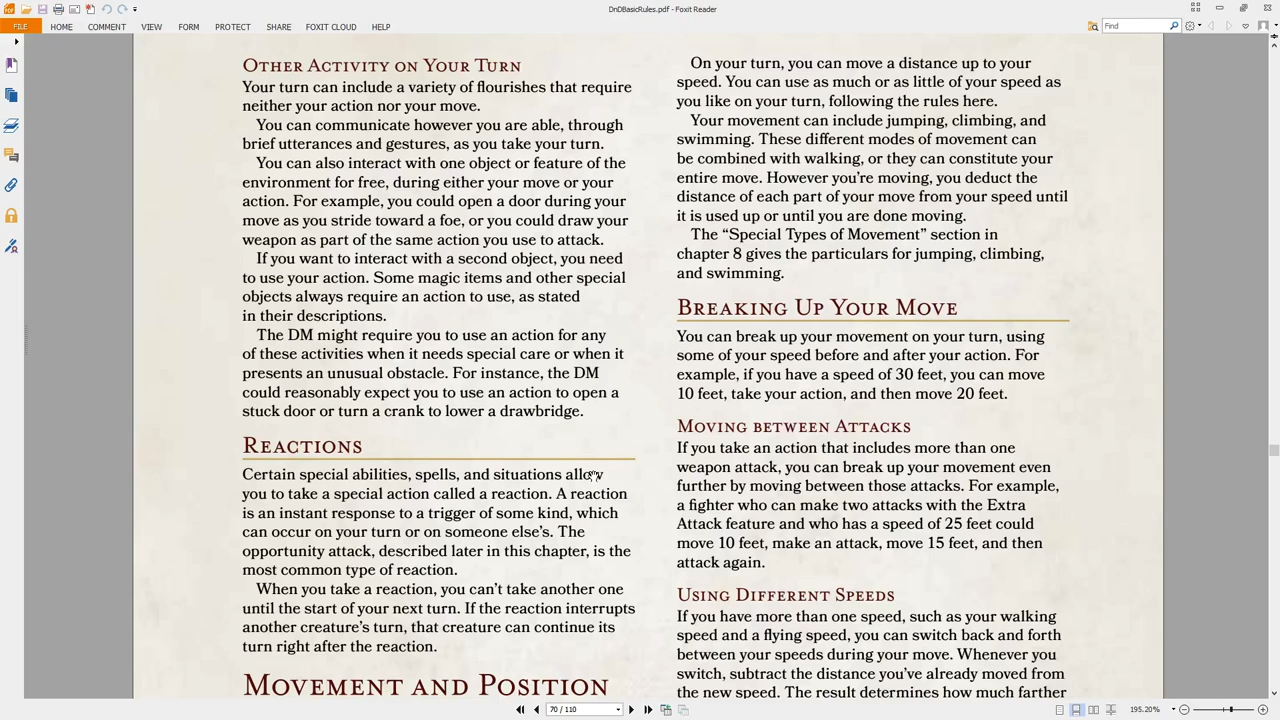 DnDBasicRules.pdf - Foxit Reader
FILE HOME COMMENT VIEW FORM PROTECT SHARE FOXIT CLOUD HELP Find
OTHER ACTIVITY ON YOUR TURN
Your turn can include a variety of flourishes that require
neither your action nor your move.
You can communicate however you are able, through
brief utterances and gestures, as you take your turn.
You can also interact with one object or feature of the
environment for free, during either your move or your
action. For example, you could open a door during your
move as you stride toward a foe, or you could draw your
weapon as part of the same action you use to attack.
If you want to interact with a second object, you need
to use your action. Some magic items and other special
objects always require an action to use, as stated
in their descriptions.
The DM might require you to use an action for any
of these activities when it needs special care or when it
presents an unusual obstacle. For instance, the DM
could reasonably expect you to use an action to open a
stuck door or turn a crank to lower a drawbridge.
REACTIONS
Certain special abilities, spells, and situations allow
you to take a special action called a reaction. A reaction
is an instant response to a trigger of some kind, which
can occur on your turn or on someone else's. The
opportunity attack, described later in this chapter, is the
most common type of reaction.
When you take a reaction, you can't take another one
until the start of your next turn. If the reaction interrupts
another creature's turn, that creature can continue its
turn right after the reaction.
MOVEMENT AND POSITION
On your turn, you can move a distance up to your
speed. You can use as much or as little of your speed as
you like on your turn, following the rules here.
Your movement can include jumping, climbing, and
swimming. These different modes of movement can
be combined with walking, or they can constitute your
entire move. However you're moving, you deduct the
distance of each part of your move from your speed until
it is used up or until you are done moving.
The “Special Types of Movement” section in
chapter 8 gives the particulars for jumping, climbing,
and swimming.
BREAKING UP YOUR MOVE
You can break up your movement on your turn, using
some of your speed before and after your action. For
example, if you have a speed of 30 feet, you can move
10 feet, take your action, and then move 20 feet.
MOVING BETWEEN ATTACKS
If you take an action that includes more than one
weapon attack, you can break up your movement even
further by moving between those attacks. For example,
a fighter who can make two attacks with the Extra
Attack feature and who has a speed of 25 feet could
move 10 feet, make an attack, move 15 feet, and then
attack again.
USING DIFFERENT SPEEDS
If you have more than one speed, such as your walking
speed and a flying speed, you can switch back and forth
between your speeds during your move. Whenever you
switch, subtract the distance you've already moved from
the new speed. The result determines how much farther
70 / 110 195.20%